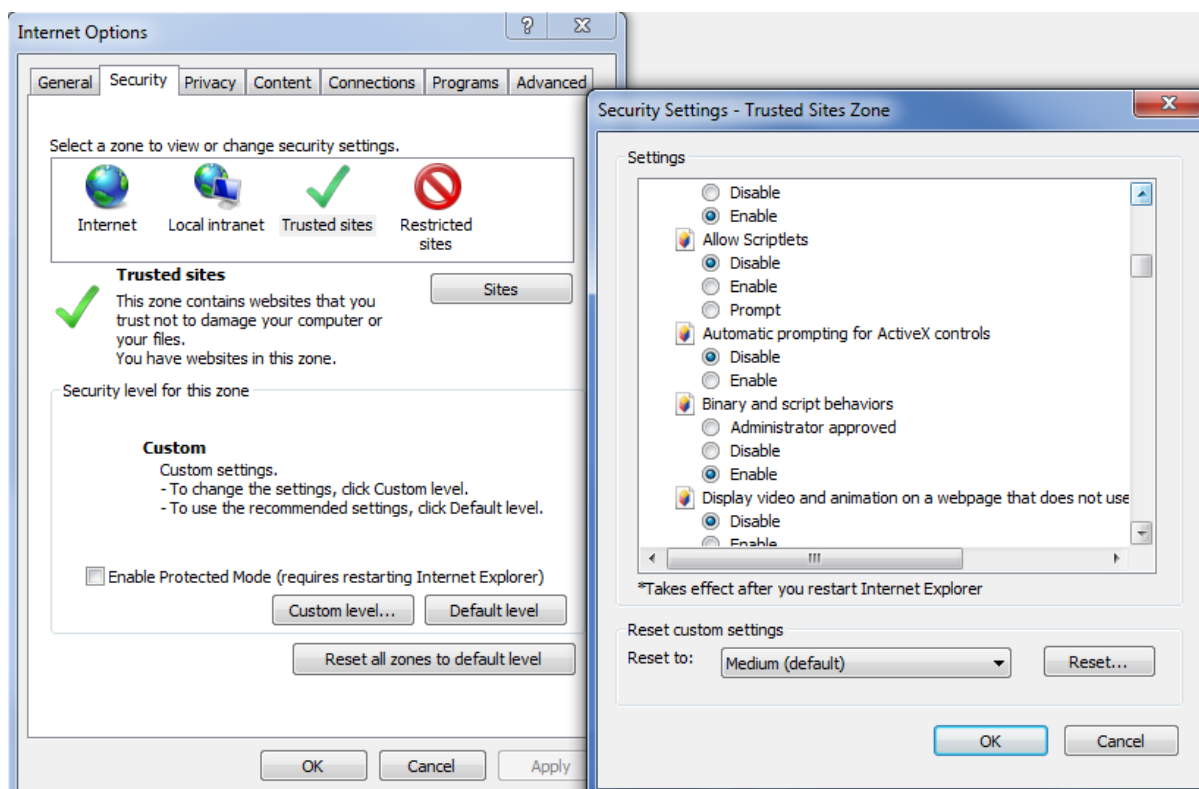 Internet Options
General Security Privacy Content Connections Programs Advanced
Select a zone to view or change security settings.
Internet Local intranet Trusted sites Restricted
sites
Trusted sites
Sites
This zone contains websites that you
trust not to damage your computer or
your files.
You have websites in this zone.
Security level for this zone
Custom
Custom settings.
- To change the settings, click Custom level.
- To use the recommended settings, click Default level.
Enable Protected Mode (requires restarting Internet Explorer)
Custom level... Default level
Reset all zones to default level
OK Cancel Apply
Security Settings - Trusted Sites Zone
Settings
Disable
Enable
Allow Scriptlets
Disable
Enable
Prompt
Automatic prompting for ActiveX controls
Disable
Enable
Binary and script behaviors
Administrator approved
Disable
Enable
Display video and animation on a webpage that does not use
Disable
Enable
*Takes effect after you restart Internet Explorer
Reset custom settings
Reset to: Medium (default) Reset...
OK Cancel